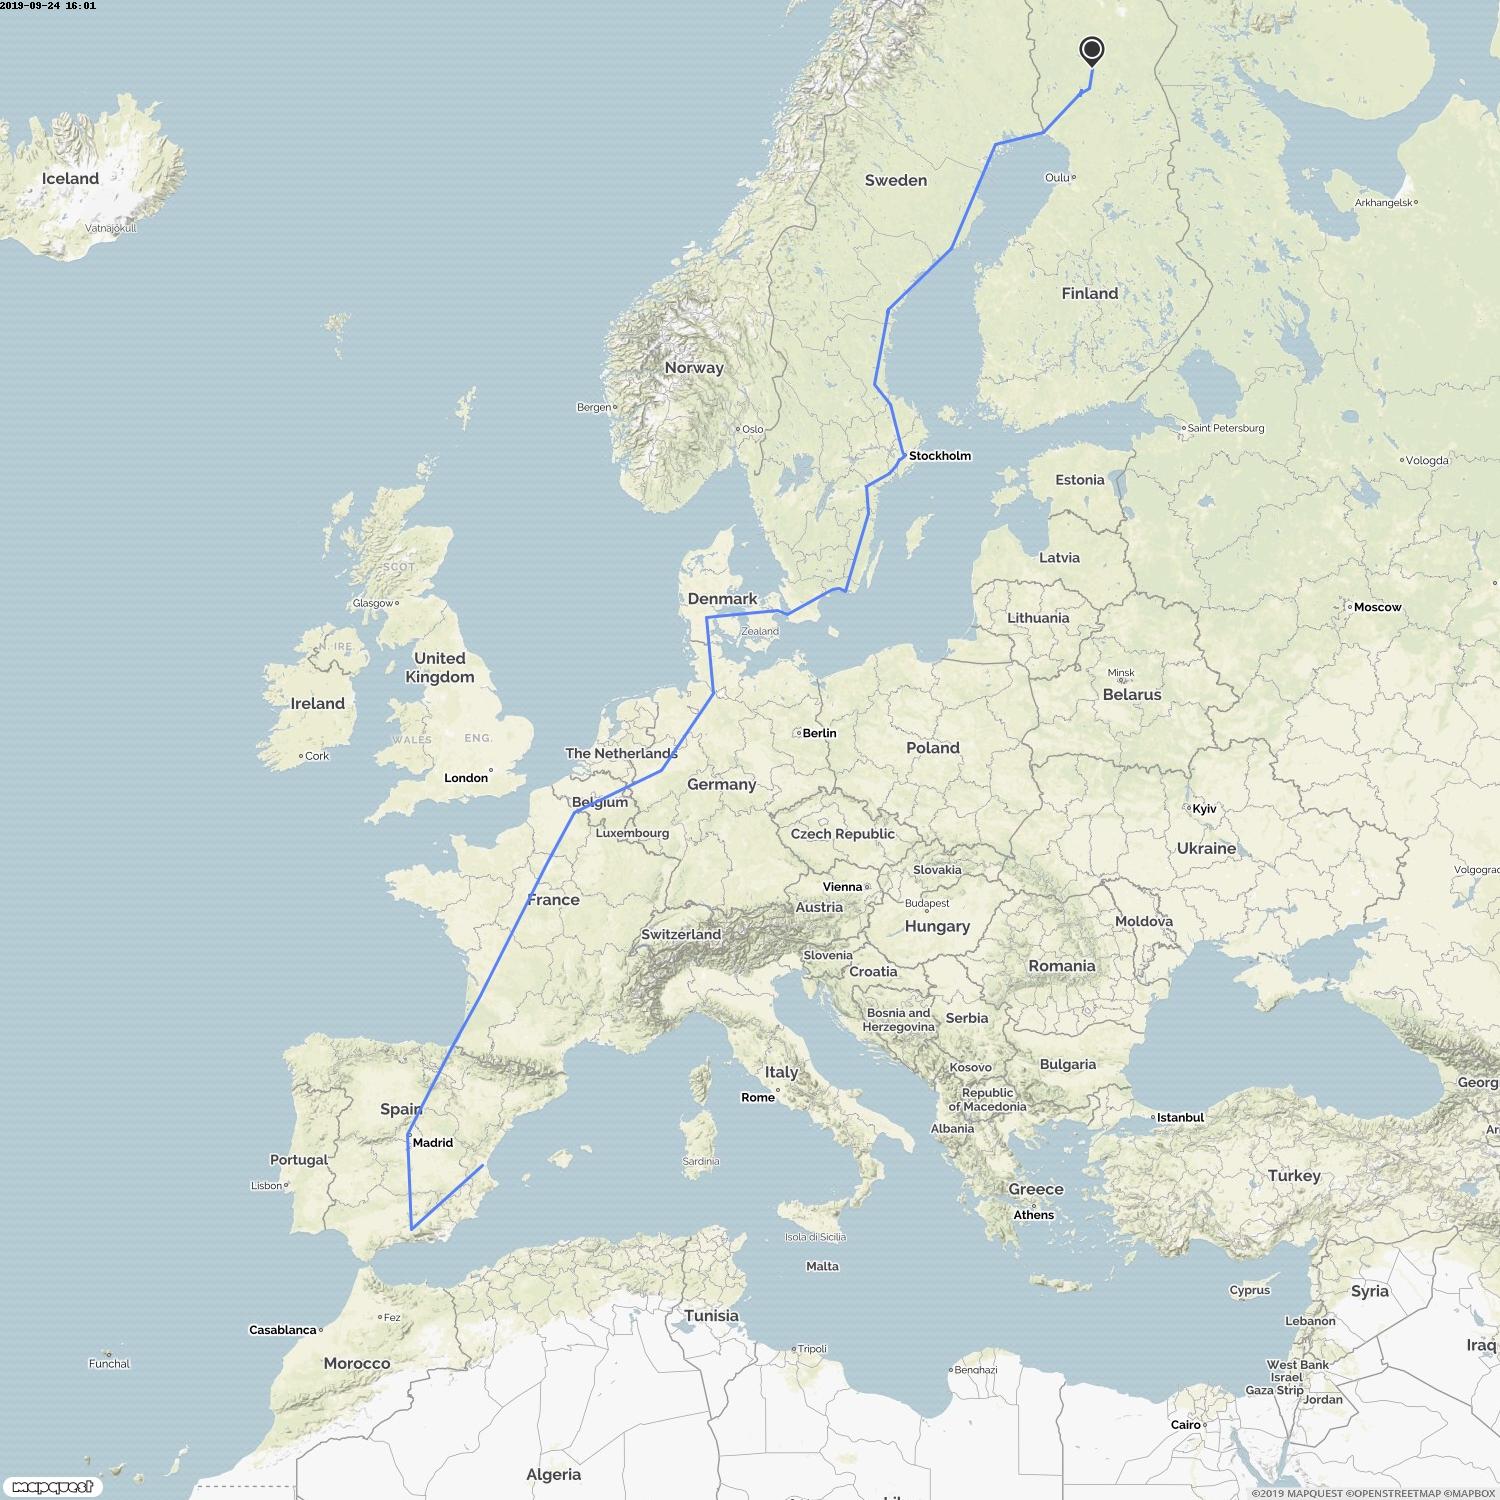 2019-09-24 16:01
Iceland
Vatnajökull
Sweden
Oulu
Arkhangelsk
Finland
Norway
Bergen
Oslo
Saint Petersburg
Stockholm
Vologda
Estonia
SCOT.
Latvia
Glasgow
Denmark
Lithuania
Moscow
Zealand
N. IRE.
United
Kingdom
Minsk
Belarus
Ireland
WALES
ENG.
Berlin
Cork
The Netherlands
Poland
London
Germany
Belgium
Kyiv
Luxembourg
Czech Republic
Ukraine
Slovakia
Volgograd
Vienna
France
Austria
Budapest
Hungary
Moldova
Switzerland
Slovenia
Croatia
Romania
Bosnia and
Herzegovina
Serbia
Kosovo
Bulgaria
Italy
Georg
Rome
Republic
of Macedonia
Spain
Istanbul
Albania
Ar
Madrid
Portugal
Sardinia
Turkey
Lisbon
Greece
Athens
Isola di Sicilia
Malta
Cyprus
Syria
Tunisia
Fez
Lebanon
Casablanca
Iraq
Tripoli
Funchal
Morocco
Benghazi
West Bank
Israel
Gaza Strip
Jordan
Cairo
Algeria
mapquest
©2019 MAPQUEST ©OPENSTREETMAP ©MAPBOX